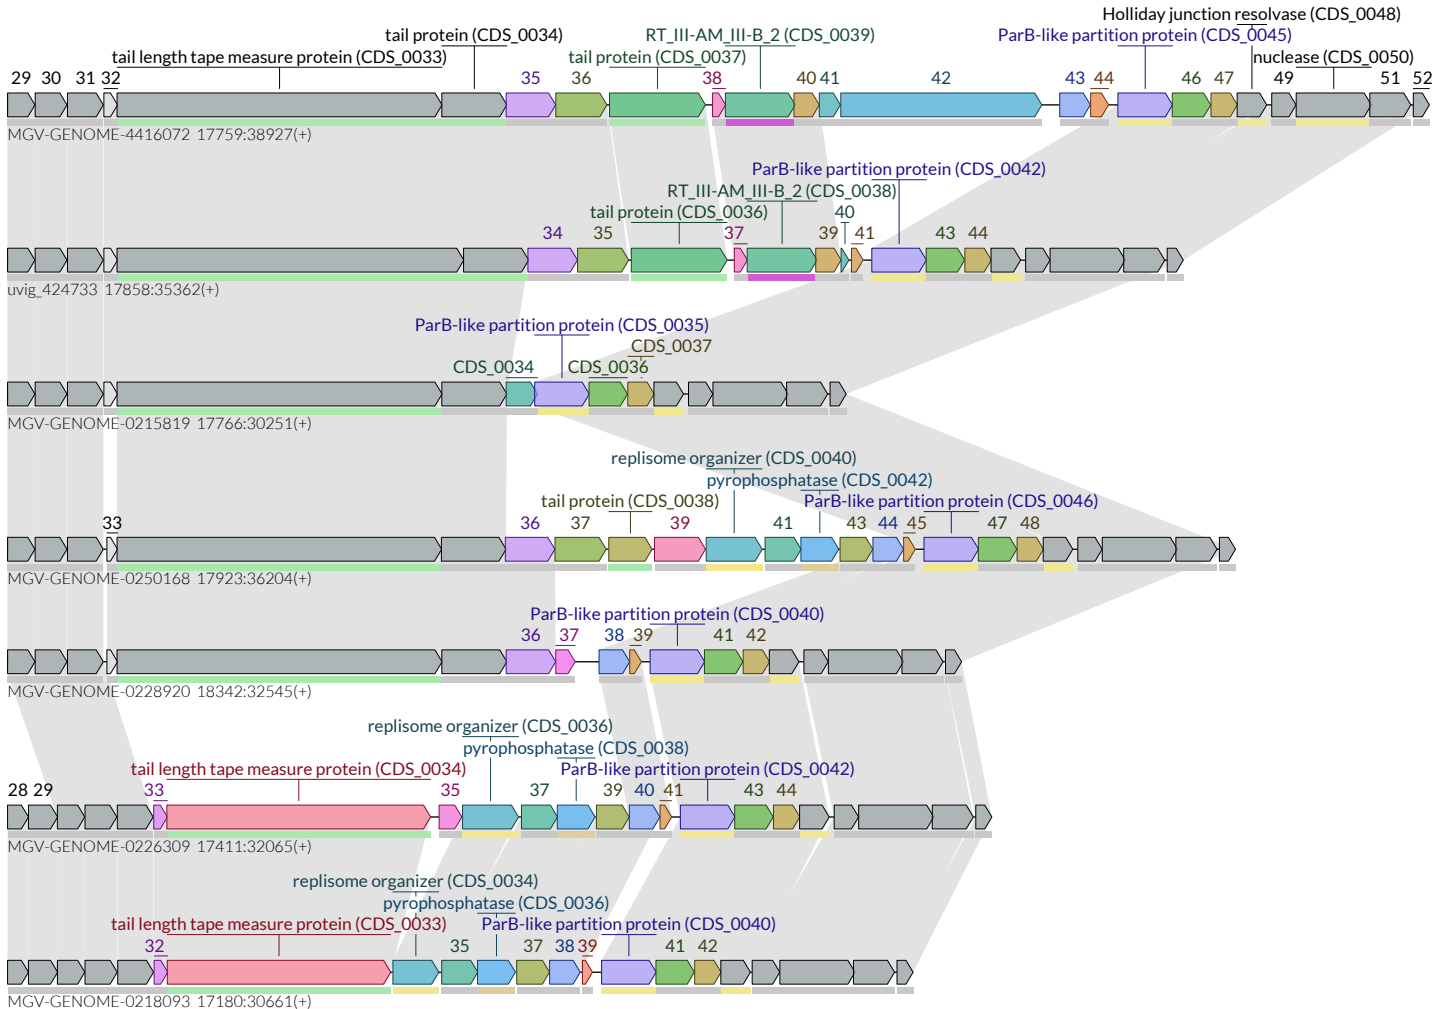 Holliday junction resolvase (CDS_0048)
tail protein (CDS_0034) RT_III-AM_III-B_2 (CDS_0039) ParB-like partition protein (CDS_0045)
tail length tape measure protein (CDS_0033) tail protein (CDS_0037) nuclease (CDS_0050)
29 30 31 32 35 36 38 40 41 42 43 44 46 47 49 51 52
MGV-GENOME-4416072 17759:38927(+)
ParB-like partition protein (CDS_0042)
RT_III-AM_III-B_2 (CDS_0038)
tail protein (CDS_0036) 40
34 35 37 39 41 43 44
uvig_424733 17858:35362(+)
ParB-like partition protein (CDS_0035)
CDS_0037
CDS_0034 CDS_0036
MGV-GENOME-0215819 17766:30251(+)
replisome organizer (CDS_0040)
pyrophosphatase (CDS_0042)
tail protein (CDS_0038) ParB-like partition protein (CDS_0046)
33 36 37 39 41 43 44 45 47 48
MGV-GENOME-0250168 17923:36204(+)
ParB-like partition protein (CDS_0040)
36 37 38 39 41 42
MGV-GENOME-0228920 18342:32545(+)
replisome organizer (CDS_0036)
pyrophosphatase (CDS_0038)
tail length tape measure protein (CDS_0034) ParB-like partition protein (CDS_0042)
28 29 33 35 37 39 40 41 43 44
MGV-GENOME-0226309 17411:32065(+)
replisome organizer (CDS_0034)
pyrophosphatase (CDS_0036)
tail length tape measure protein (CDS_0033) ParB-like partition protein (CDS_0040)
32 35 37 38 39 41 42
MGV-GENOME-0218093 17180:30661(+)